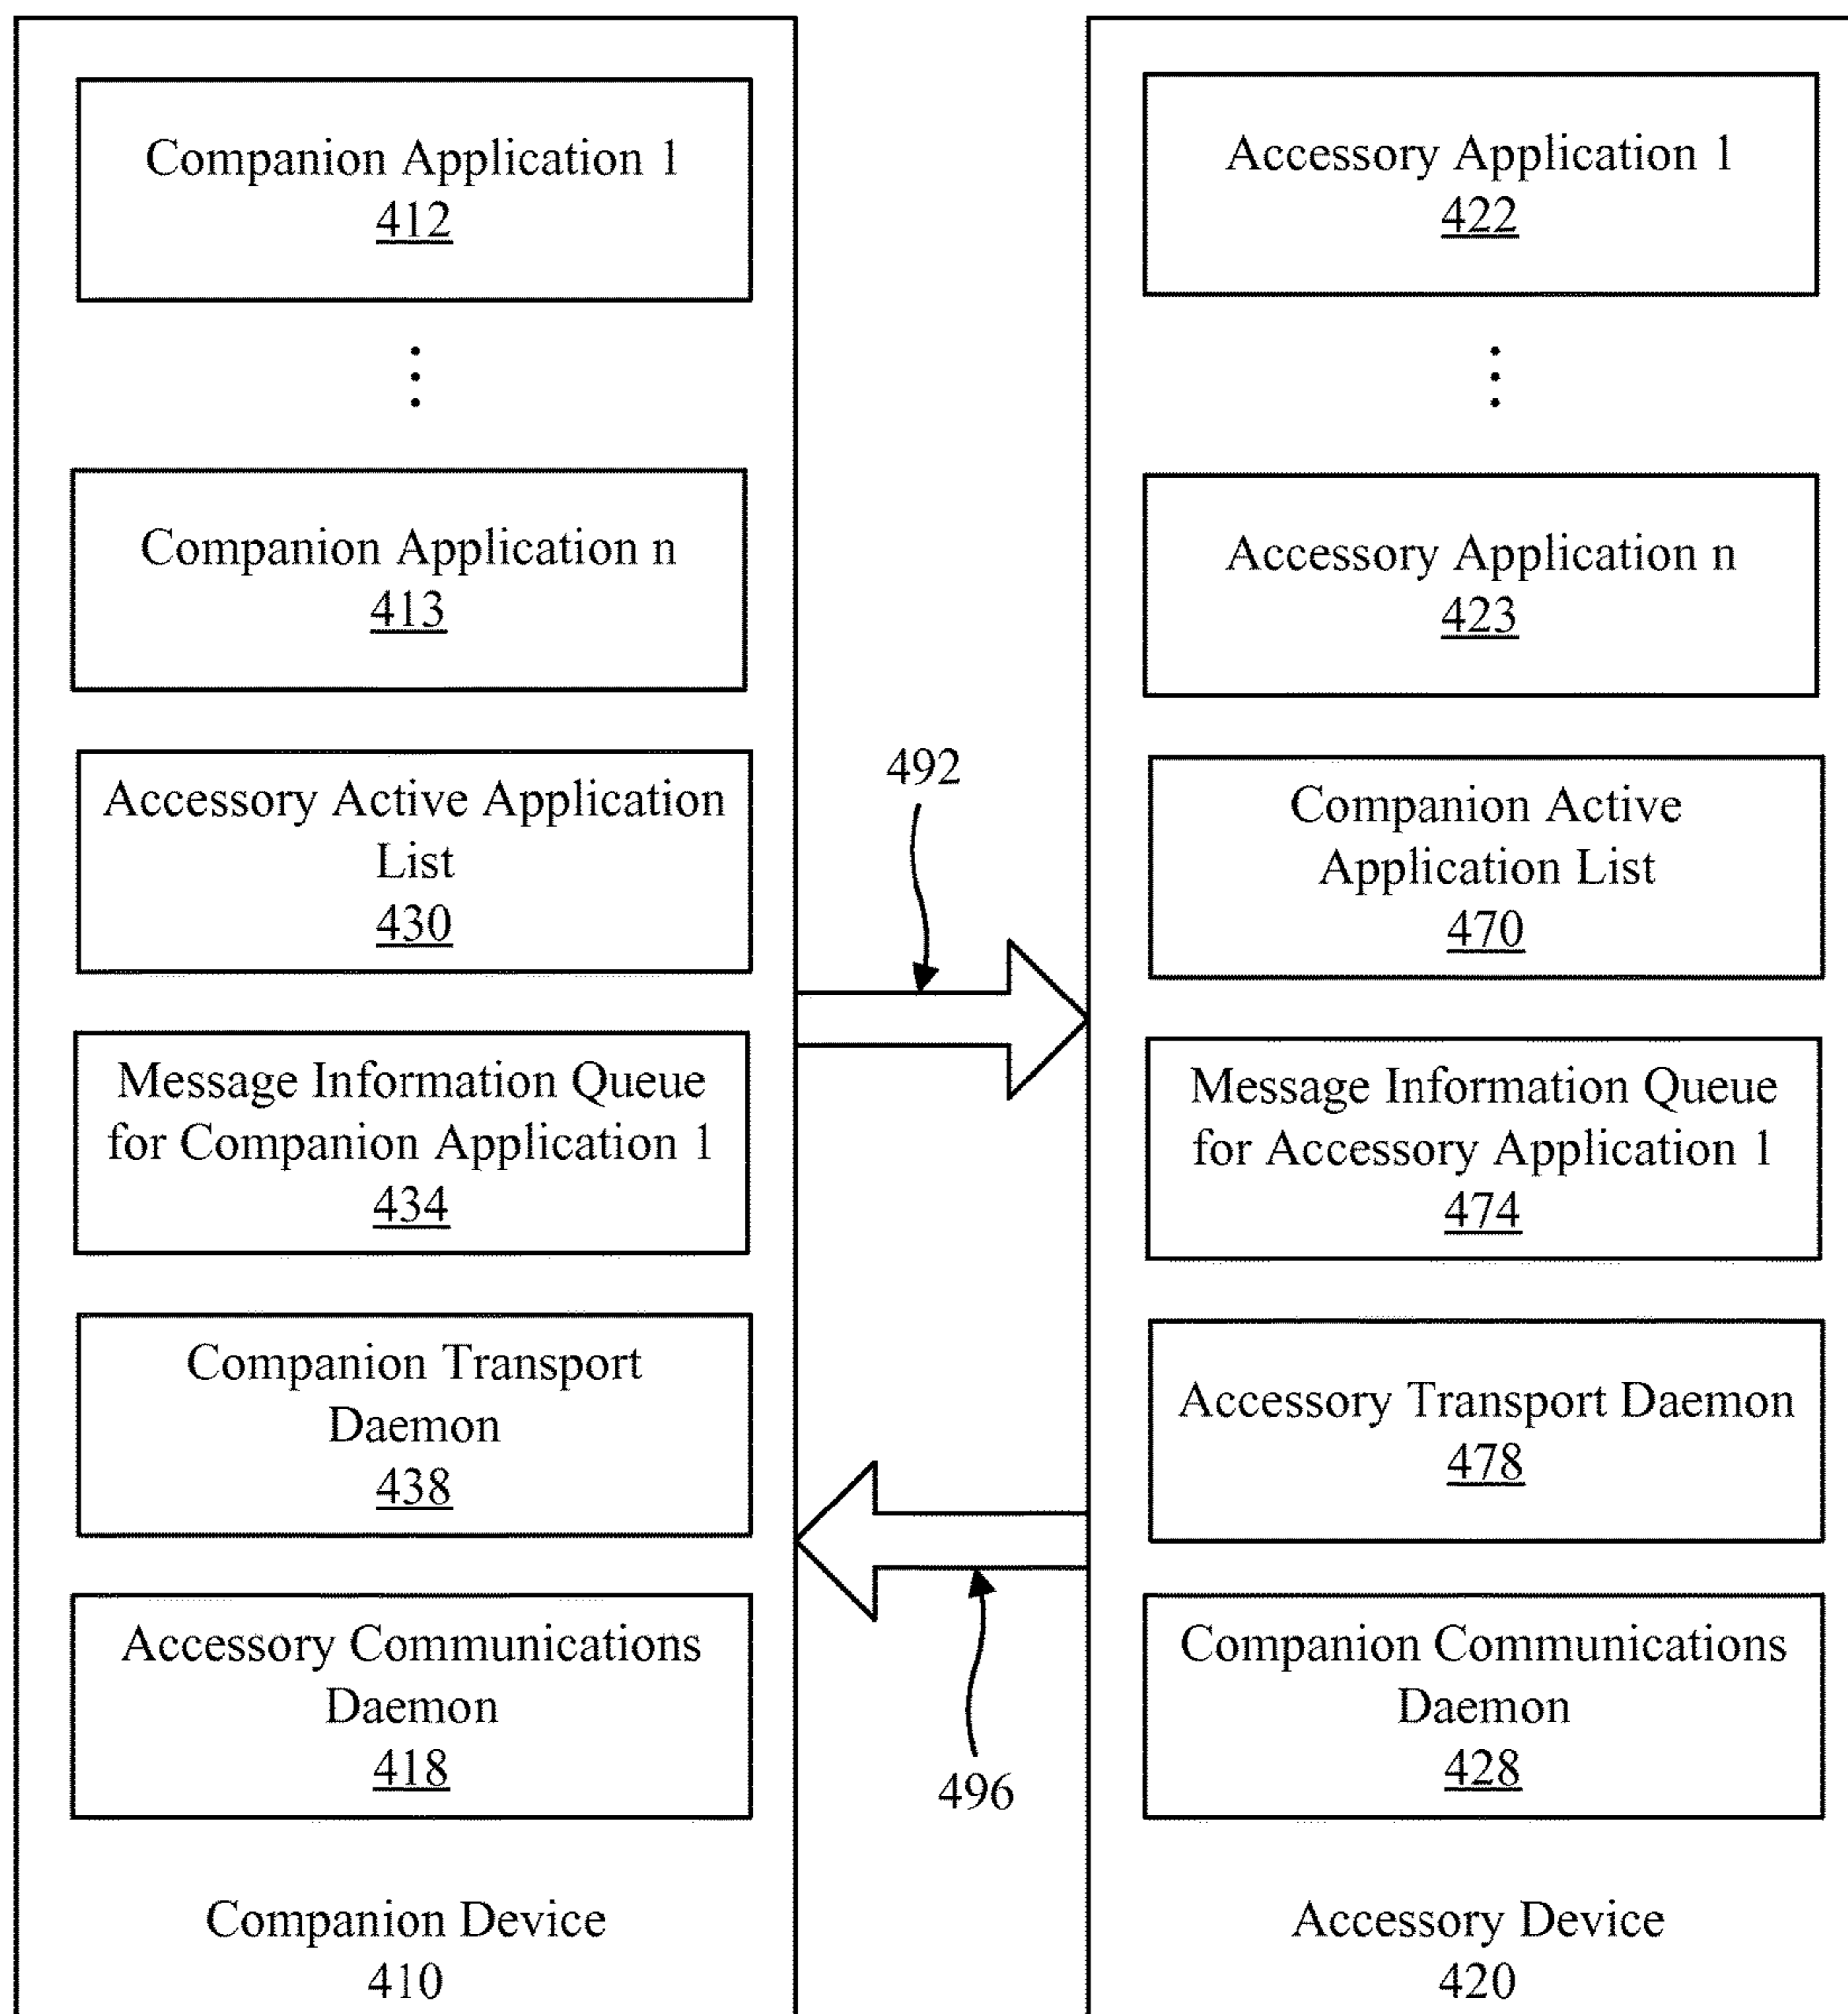 Companion Application 1
412
Companion Application n
413
Accessory Active Application
List
430
Message Information Queue
for Companion Application 1
434
Companion Transport
Daemon
438
Accessory Communications
Daemon
418
Companion Device
410
492
496
Accessory Application 1
422
Accessory Application n
423
Companion Active
Application List
470
Message Information Queue
for Accessory Application 1
474
Accessory Transport Daemon
478
Companion Communications
Daemon
428
Accessory Device
420